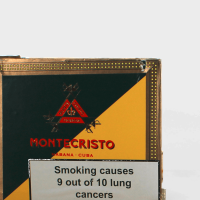 MONTECRISTO
HABANA · CUBA
Smoking causes
9 out of 10 lung
cancers